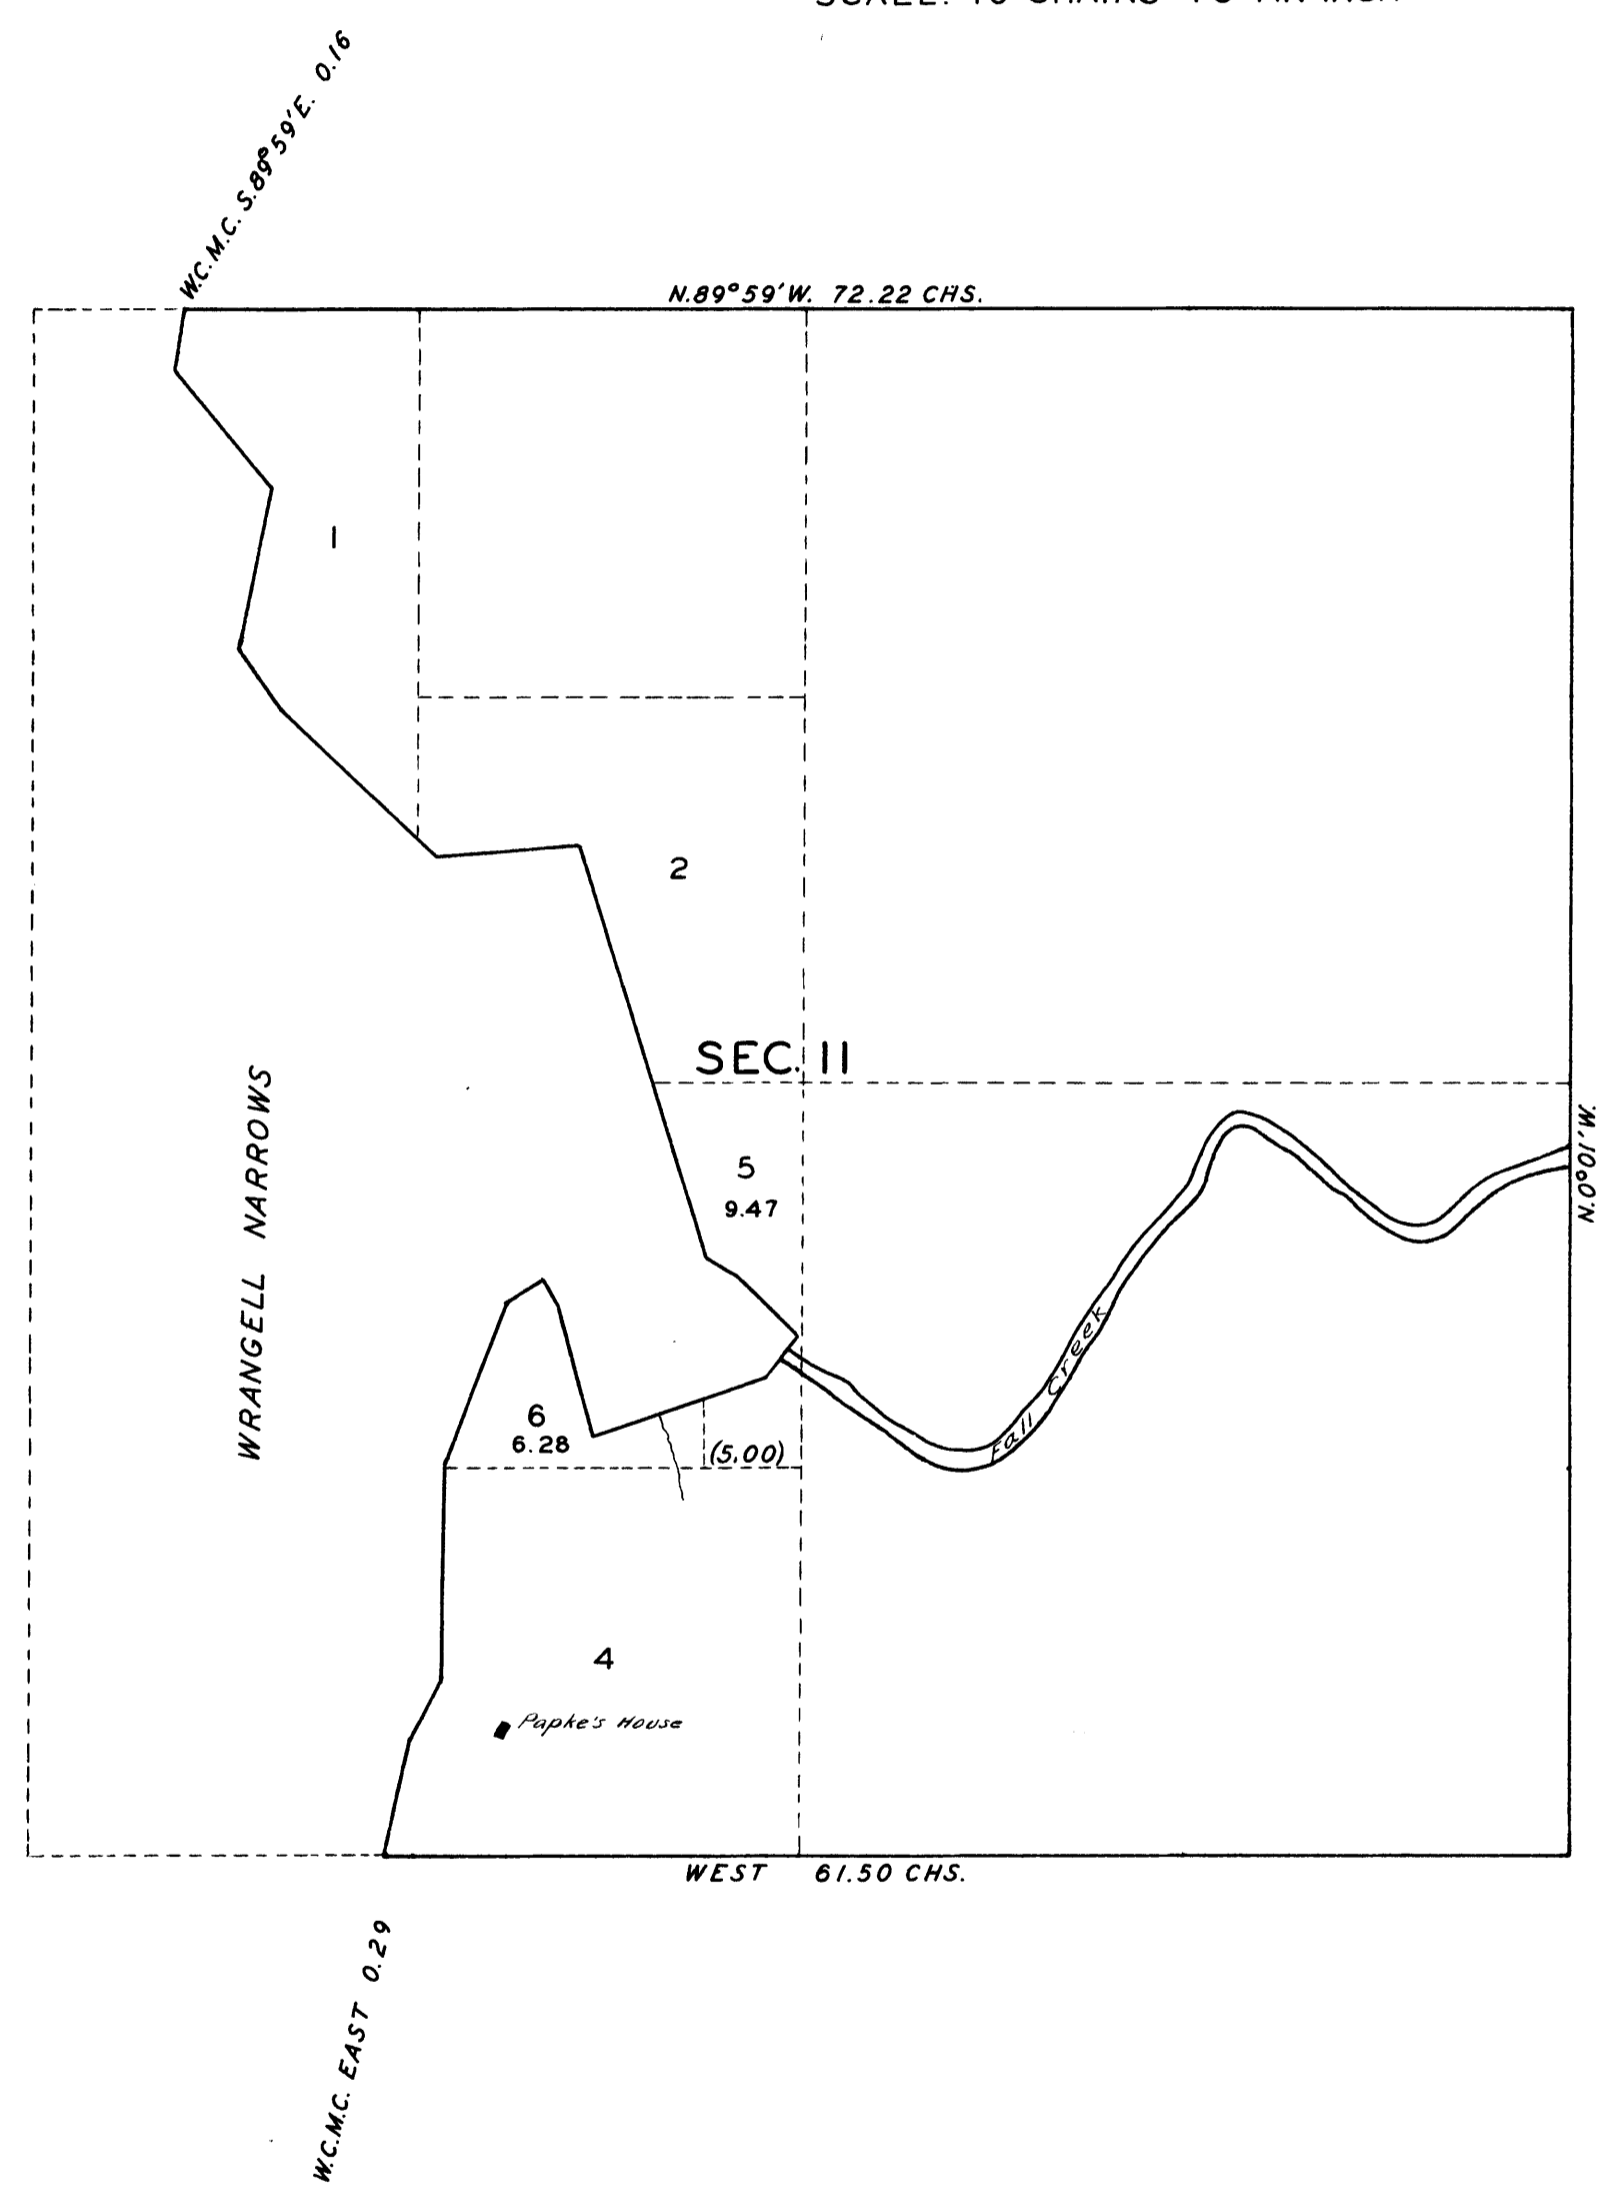 W.C.M.C. S.89°59'E. 0.16
N.89°59'W. 72.22 CHS.
1
2
SEC. 11
WRANGELL NARROWS
N.0°01'W.
5
9.47
Fall Creek
6
6.28
(5.00)
4
Papke's House
WEST 61.50 CHS.
W.C.M.C. EAST 0.29